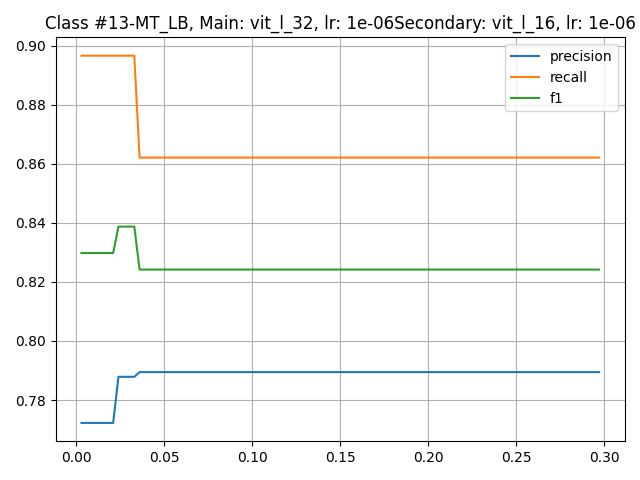 Class #13-MT_LB, Main: vit_l_32, lr: 1e-06Secondary: vit_l_16, lr: 1e-06
precision
recall
f1
0.90
0.88
0.86
0.84
0.82
0.80
0.78
0.00 0.05 0.10 0.15 0.20 0.25 0.30